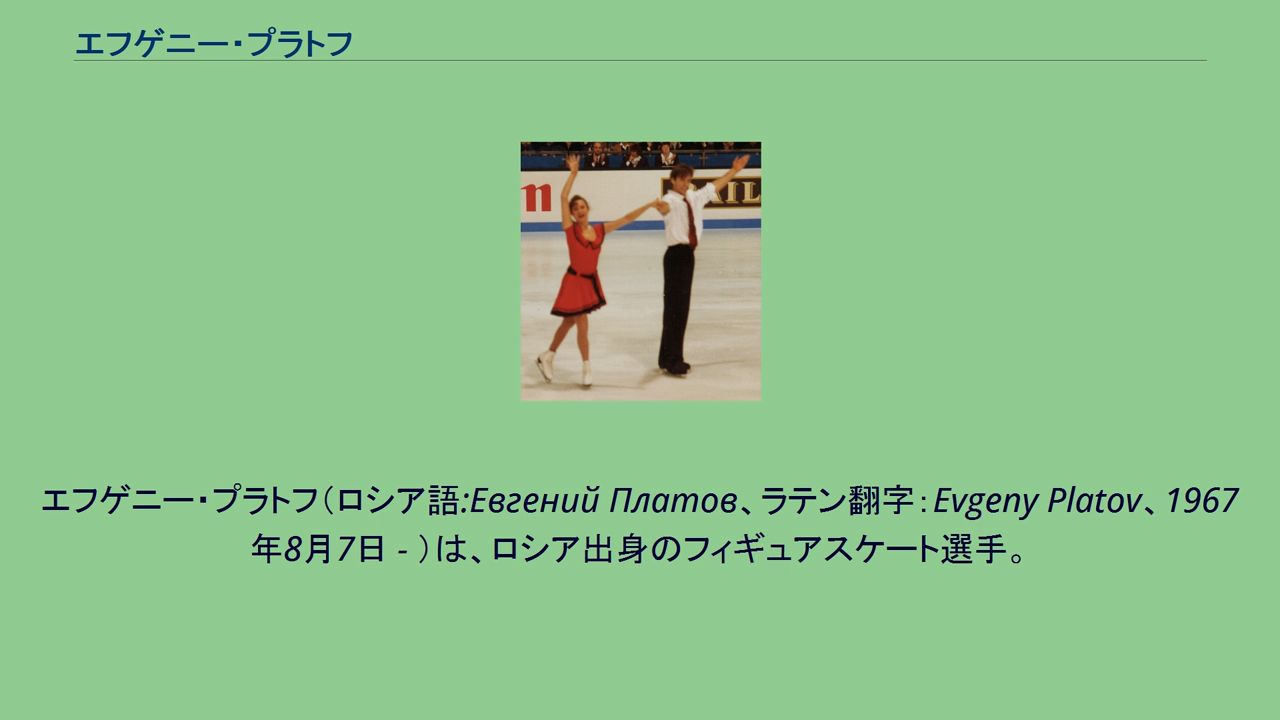 エフゲニー・プラトフ
エフゲニー・プラトフ（ロシア語:Евгений Платов、ラテン翻字：Evgeny Platov、1967
年8月7日 - ）は、ロシア出身のフィギュアスケート選手。